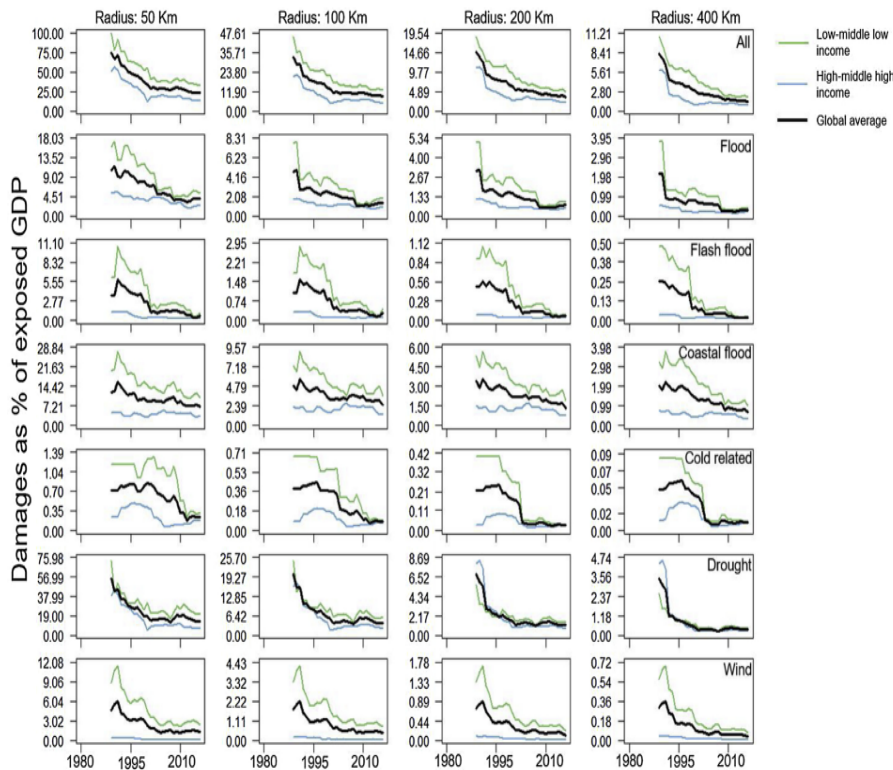 Radius: 50 Km Radius: 100 Km Radius: 200 Km Radius: 400 Km
Low-middle low
income
High-middle high
income
Global average
Damages as % of exposed GDP
100.00 47.61 19.54 11.21 All
75.00 35.71 14.66 8.41
50.00 23.80 9.77 5.61
25.00 11.90 4.89 2.80
0.00 0.00 0.00 0.00
18.03 8.31 5.34 3.95 Flood
13.52 6.23 4.00 2.96
9.02 4.16 2.67 1.98
4.51 2.08 1.33 0.99
0.00 0.00 0.00 0.00
11.10 2.95 1.12 0.50 Flash flood
8.32 2.21 0.84 0.38
5.55 1.48 0.56 0.25
2.77 0.74 0.28 0.13
0.00 0.00 0.00 0.00
28.84 9.57 6.00 3.98 Coastal flood
21.63 7.18 4.50 2.99
14.42 4.79 3.00 1.99
7.21 2.39 1.50 0.99
0.00 0.00 0.00 0.00
1.39 0.71 0.42 0.09 Cold related
1.04 0.53 0.32 0.07
0.70 0.36 0.21 0.05
0.35 0.18 0.11 0.02
0.00 0.00 0.00 0.00
75.98 25.70 8.69 4.74 Drought
56.99 19.27 6.52 3.56
37.99 12.85 4.34 2.37
19.00 6.42 2.17 1.18
0.00 0.00 0.00 0.00
12.08 4.43 1.78 0.72 Wind
9.06 3.32 1.33 0.54
6.04 2.22 0.89 0.36
3.02 1.11 0.44 0.18
0.00 0.00 0.00 0.00
1980 1995 2010 1980 1995 2010 1980 1995 2010 1980 1995 2010